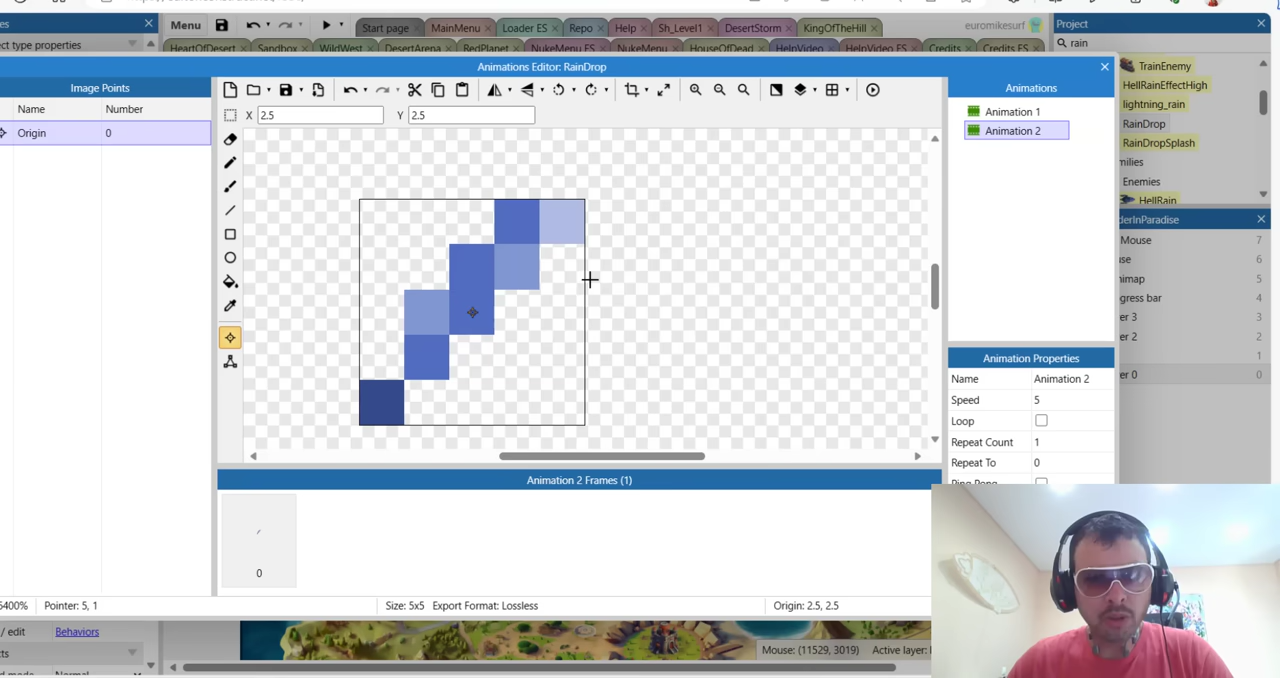 Menu
Start page
MainMenu
Loader ES
Repo
Help
Sh_Level1
DesertStorm
KingOfTheHill
euromikesurf
Project
ect type properties
HeartOfDesert
Sandbox
WildWest
DesertArena
RedPlanet
NukeMenu ES
NukeMenu
HouseOfDead
HelpVideo
HelpVideo ES
Credits
Credits ES
rain
Animations Editor: RainDrop
Image Points
Name
Number
Origin
0
X
2.5
Y
2.5
Animations
Animation 1
Animation 2
TrainEnemy
HellRainEffectHigh
lightning_rain
RainDrop
RainDropSplash
milies
Enemies
HellRain
derInParadise
Mouse 7
use 6
nimap 5
gress bar 4
er 3 3
er 2 2
1
er 0 0
Animation Properties
Name Animation 2
Speed 5
Loop
Repeat Count 1
Repeat To 0
Ping Pong
Animation 2 Frames (1)
0
6400%
Pointer: 5, 1
Size: 5x5 Export Format: Lossless
Origin: 2.5, 2.5
/ edit
Behaviors
cts
Mouse: (11529, 3019)
Active layer:
Normal